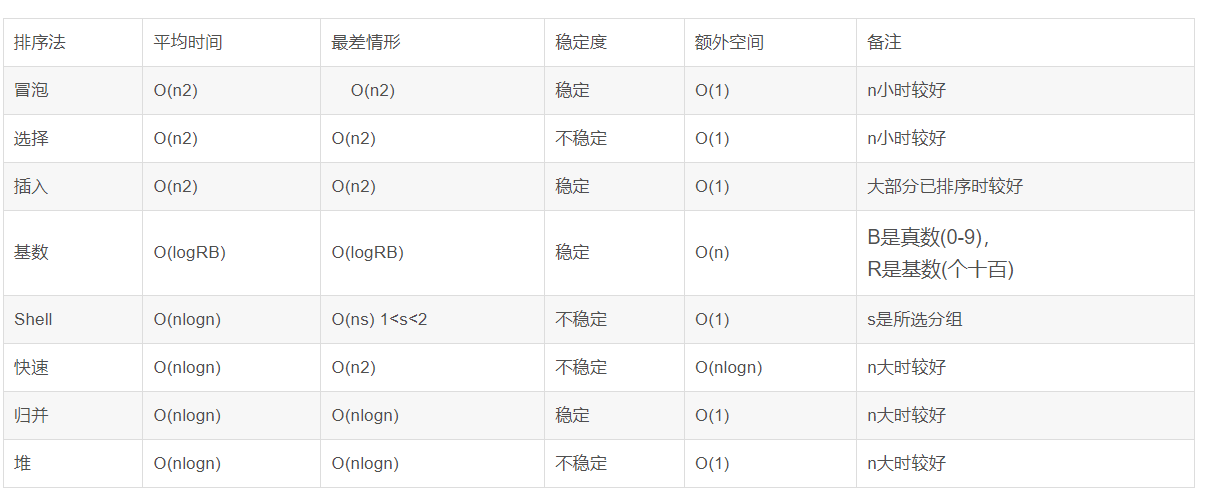 排序法 平均时间 最差情形 稳定度 额外空间 备注
冒泡 O(n2) O(n2) 稳定 O(1) n小时较好
选择 O(n2) O(n2) 不稳定 O(1) n小时较好
插入 O(n2) O(n2) 稳定 O(1) 大部分已排序时较好
基数 O(logRB) O(logRB) 稳定 O(n) B是真数(0-9)，
R是基数(个十百)
Shell O(nlogn) O(ns) 1<s<2 不稳定 O(1) s是所选分组
快速 O(nlogn) O(n2) 不稳定 O(nlogn) n大时较好
归并 O(nlogn) O(nlogn) 稳定 O(1) n大时较好
堆 O(nlogn) O(nlogn) 不稳定 O(1) n大时较好